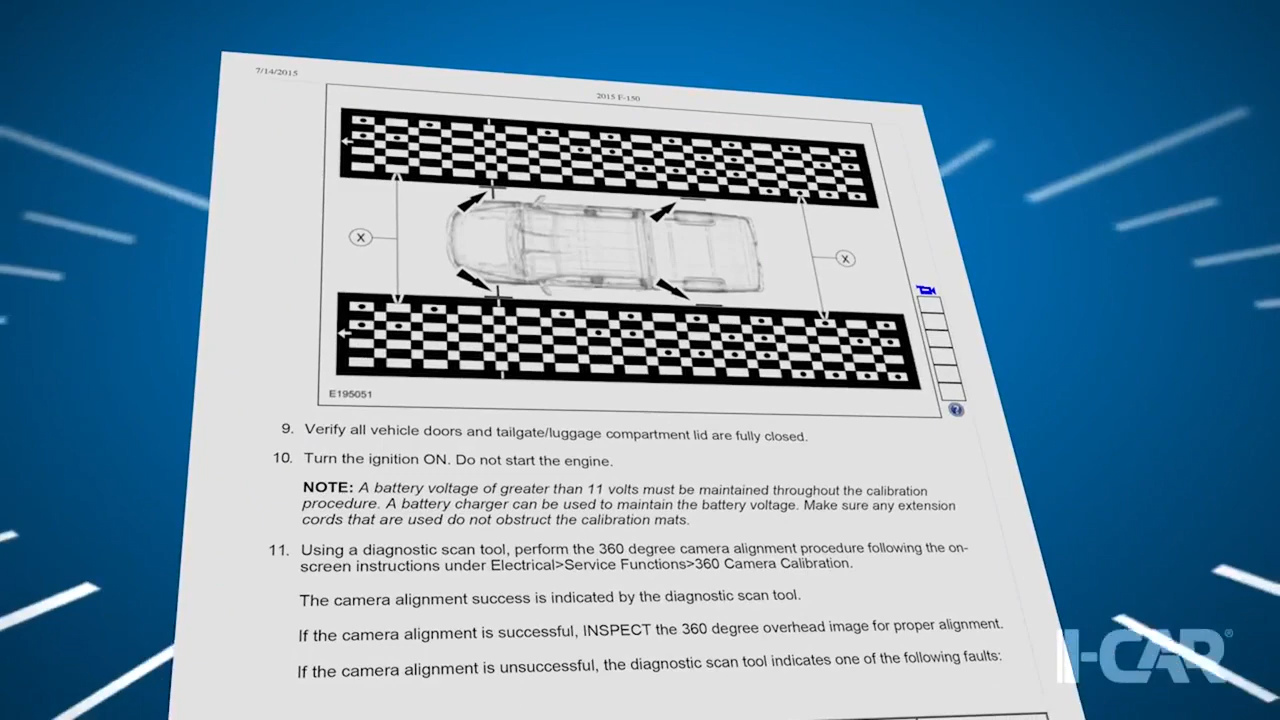 7/14/2015
2015 F-150
X
X
E195051
9. Verify all vehicle doors and tailgate/luggage compartment lid are fully closed.
10. Turn the ignition ON. Do not start the engine.
NOTE: A battery voltage of greater than 11 volts must be maintained throughout the calibration
procedure. A battery charger can be used to maintain the battery voltage. Make sure any extension
cords that are used do not obstruct the calibration mats.
11. Using a diagnostic scan tool, perform the 360 degree camera alignment procedure following the on-
screen instructions under Electrical>Service Functions>360 Camera Calibration.
The camera alignment success is indicated by the diagnostic scan tool.
If the camera alignment is successful, INSPECT the 360 degree overhead image for proper alignment.
If the camera alignment is unsuccessful, the diagnostic scan tool indicates one of the following faults:
I-CAR®